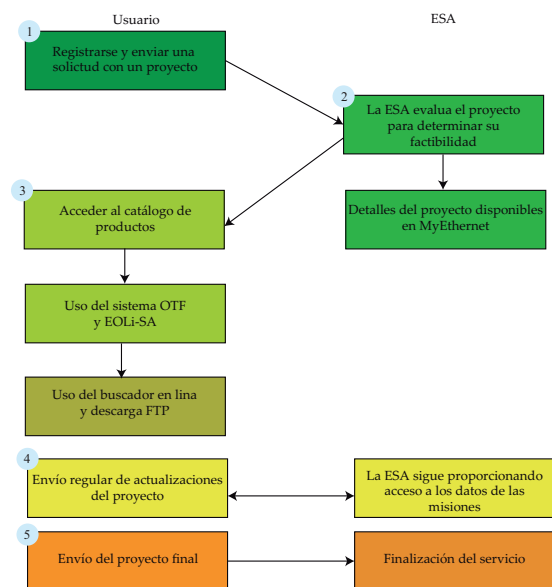 Usuario
ESA
1
Registrarse y enviar una
solicitud con un proyecto
2
La ESA evalua el proyecto
para determinar su
factibilidad
3
Acceder al catálogo de
productos
Detalles del proyecto disponibles
en MyEthernet
Uso del sistema OTF
y EOLi-SA
Uso del buscador en lina
y descarga FTP
4
Envío regular de actualizaciones
del proyecto
La ESA sigue proporcionando
acceso a los datos de las
misiones
5
Envío del proyecto final
Finalización del servicio